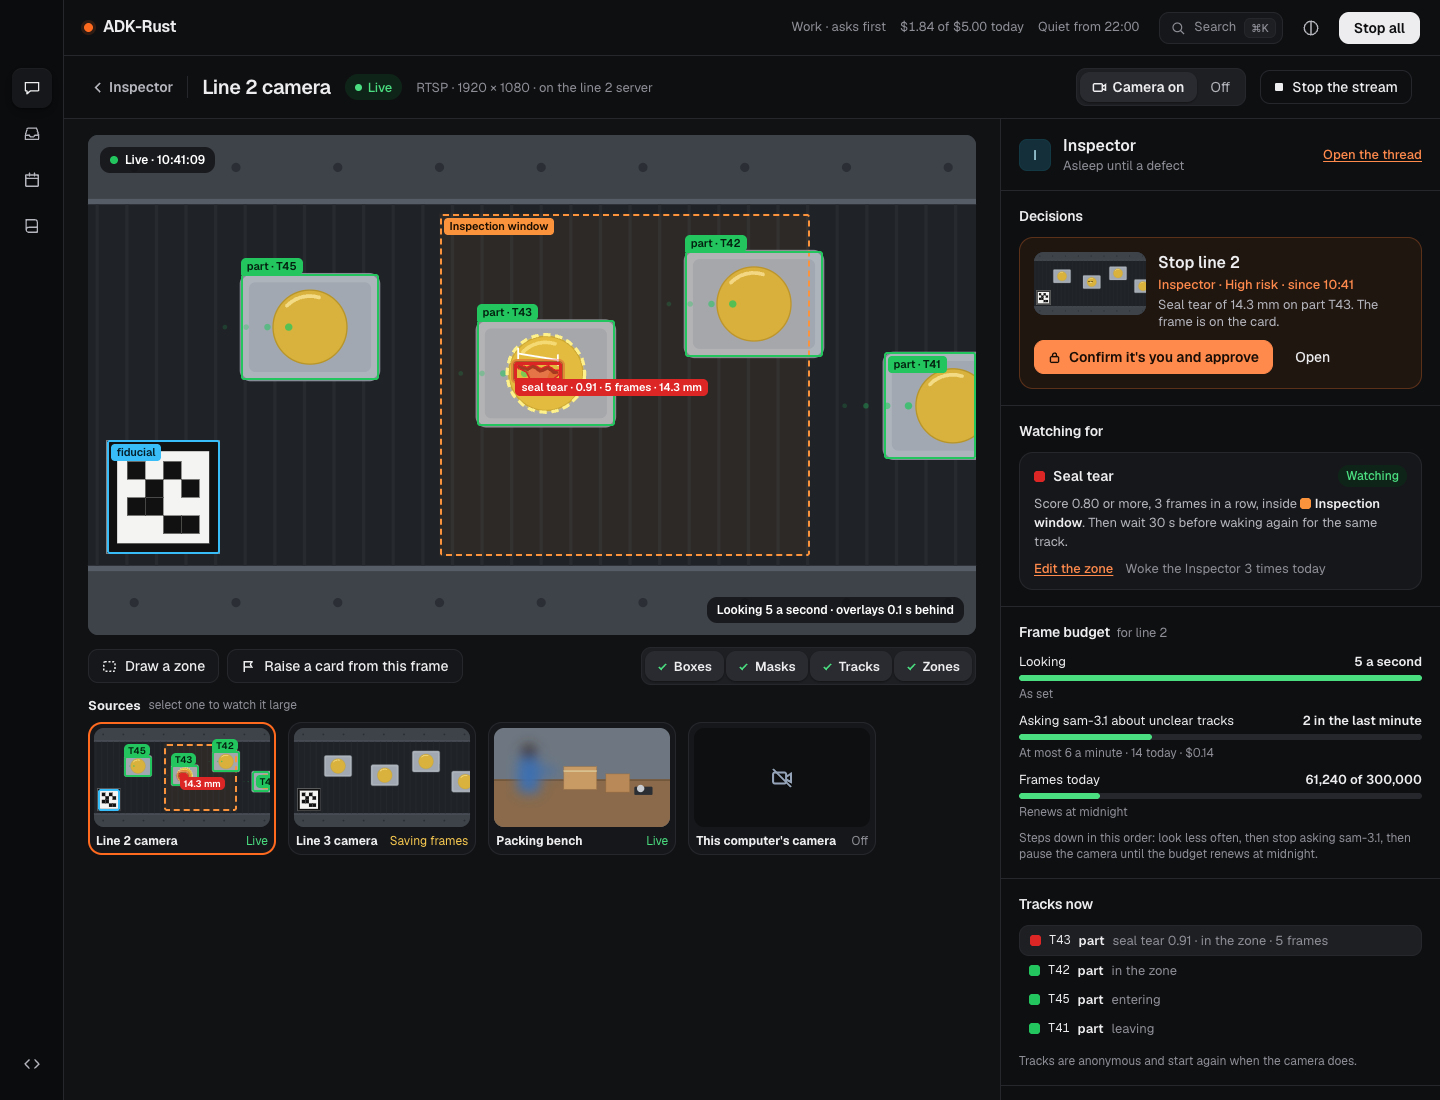 ADK-Rust
Work · asks first
$1.84 of $5.00 today
Quiet from 22:00
Search ⌘K
Stop all
Inspector
Line 2 camera
Live
RTSP · 1920 × 1080 · on the line 2 server
Camera on
Off
Stop the stream
Live · 10:41:09
Inspection window
part · T42
part · T45
part · T43
part · T41
seal tear · 0.91 · 5 frames · 14.3 mm
fiducial
Looking 5 a second · overlays 0.1 s behind
Draw a zone
Raise a card from this frame
Boxes
Masks
Tracks
Zones
Sources select one to watch it large
T45
T43
T42
14.3 mm
Line 2 camera Live
Line 3 camera Saving frames
Packing bench Live
This computer's camera Off
I
Inspector
Asleep until a defect
Open the thread
Decisions
Stop line 2
Inspector · High risk · since 10:41
Seal tear of 14.3 mm on part T43. The
frame is on the card.
Confirm it's you and approve
Open
Watching for
Seal tear
Watching
Score 0.80 or more, 3 frames in a row, inside Inspection
window. Then wait 30 s before waking again for the same
track.
Edit the zone Woke the Inspector 3 times today
Frame budget for line 2
Looking 5 a second
As set
Asking sam-3.1 about unclear tracks 2 in the last minute
At most 6 a minute · 14 today · $0.14
Frames today 61,240 of 300,000
Renews at midnight
Steps down in this order: look less often, then stop asking sam-3.1, then
pause the camera until the budget renews at midnight.
Tracks now
T43 part seal tear 0.91 · in the zone · 5 frames
T42 part in the zone
T45 part entering
T41 part leaving
Tracks are anonymous and start again when the camera does.